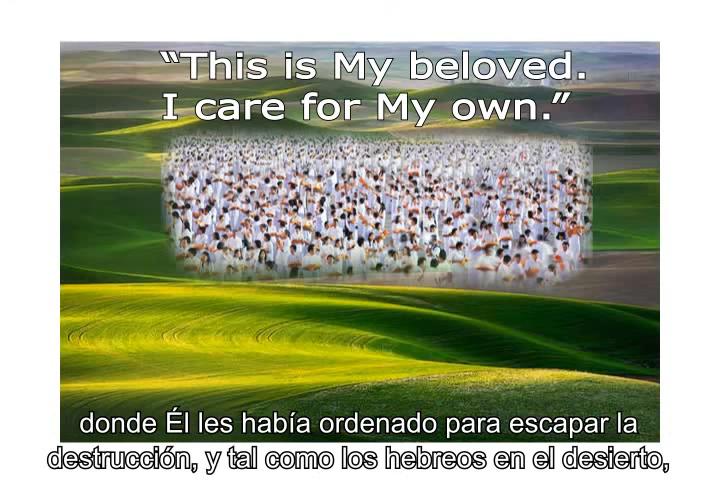 “This is My beloved.
I care for My own.”
donde Él les había ordenado para escapar la
destrucción, y tal como los hebreos en el desierto,